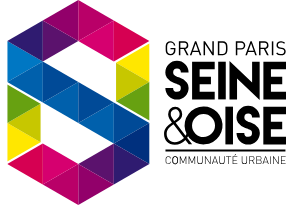 GRAND PARIS
SEINE
&OISE
COMMUNAUTÉ URBAINE